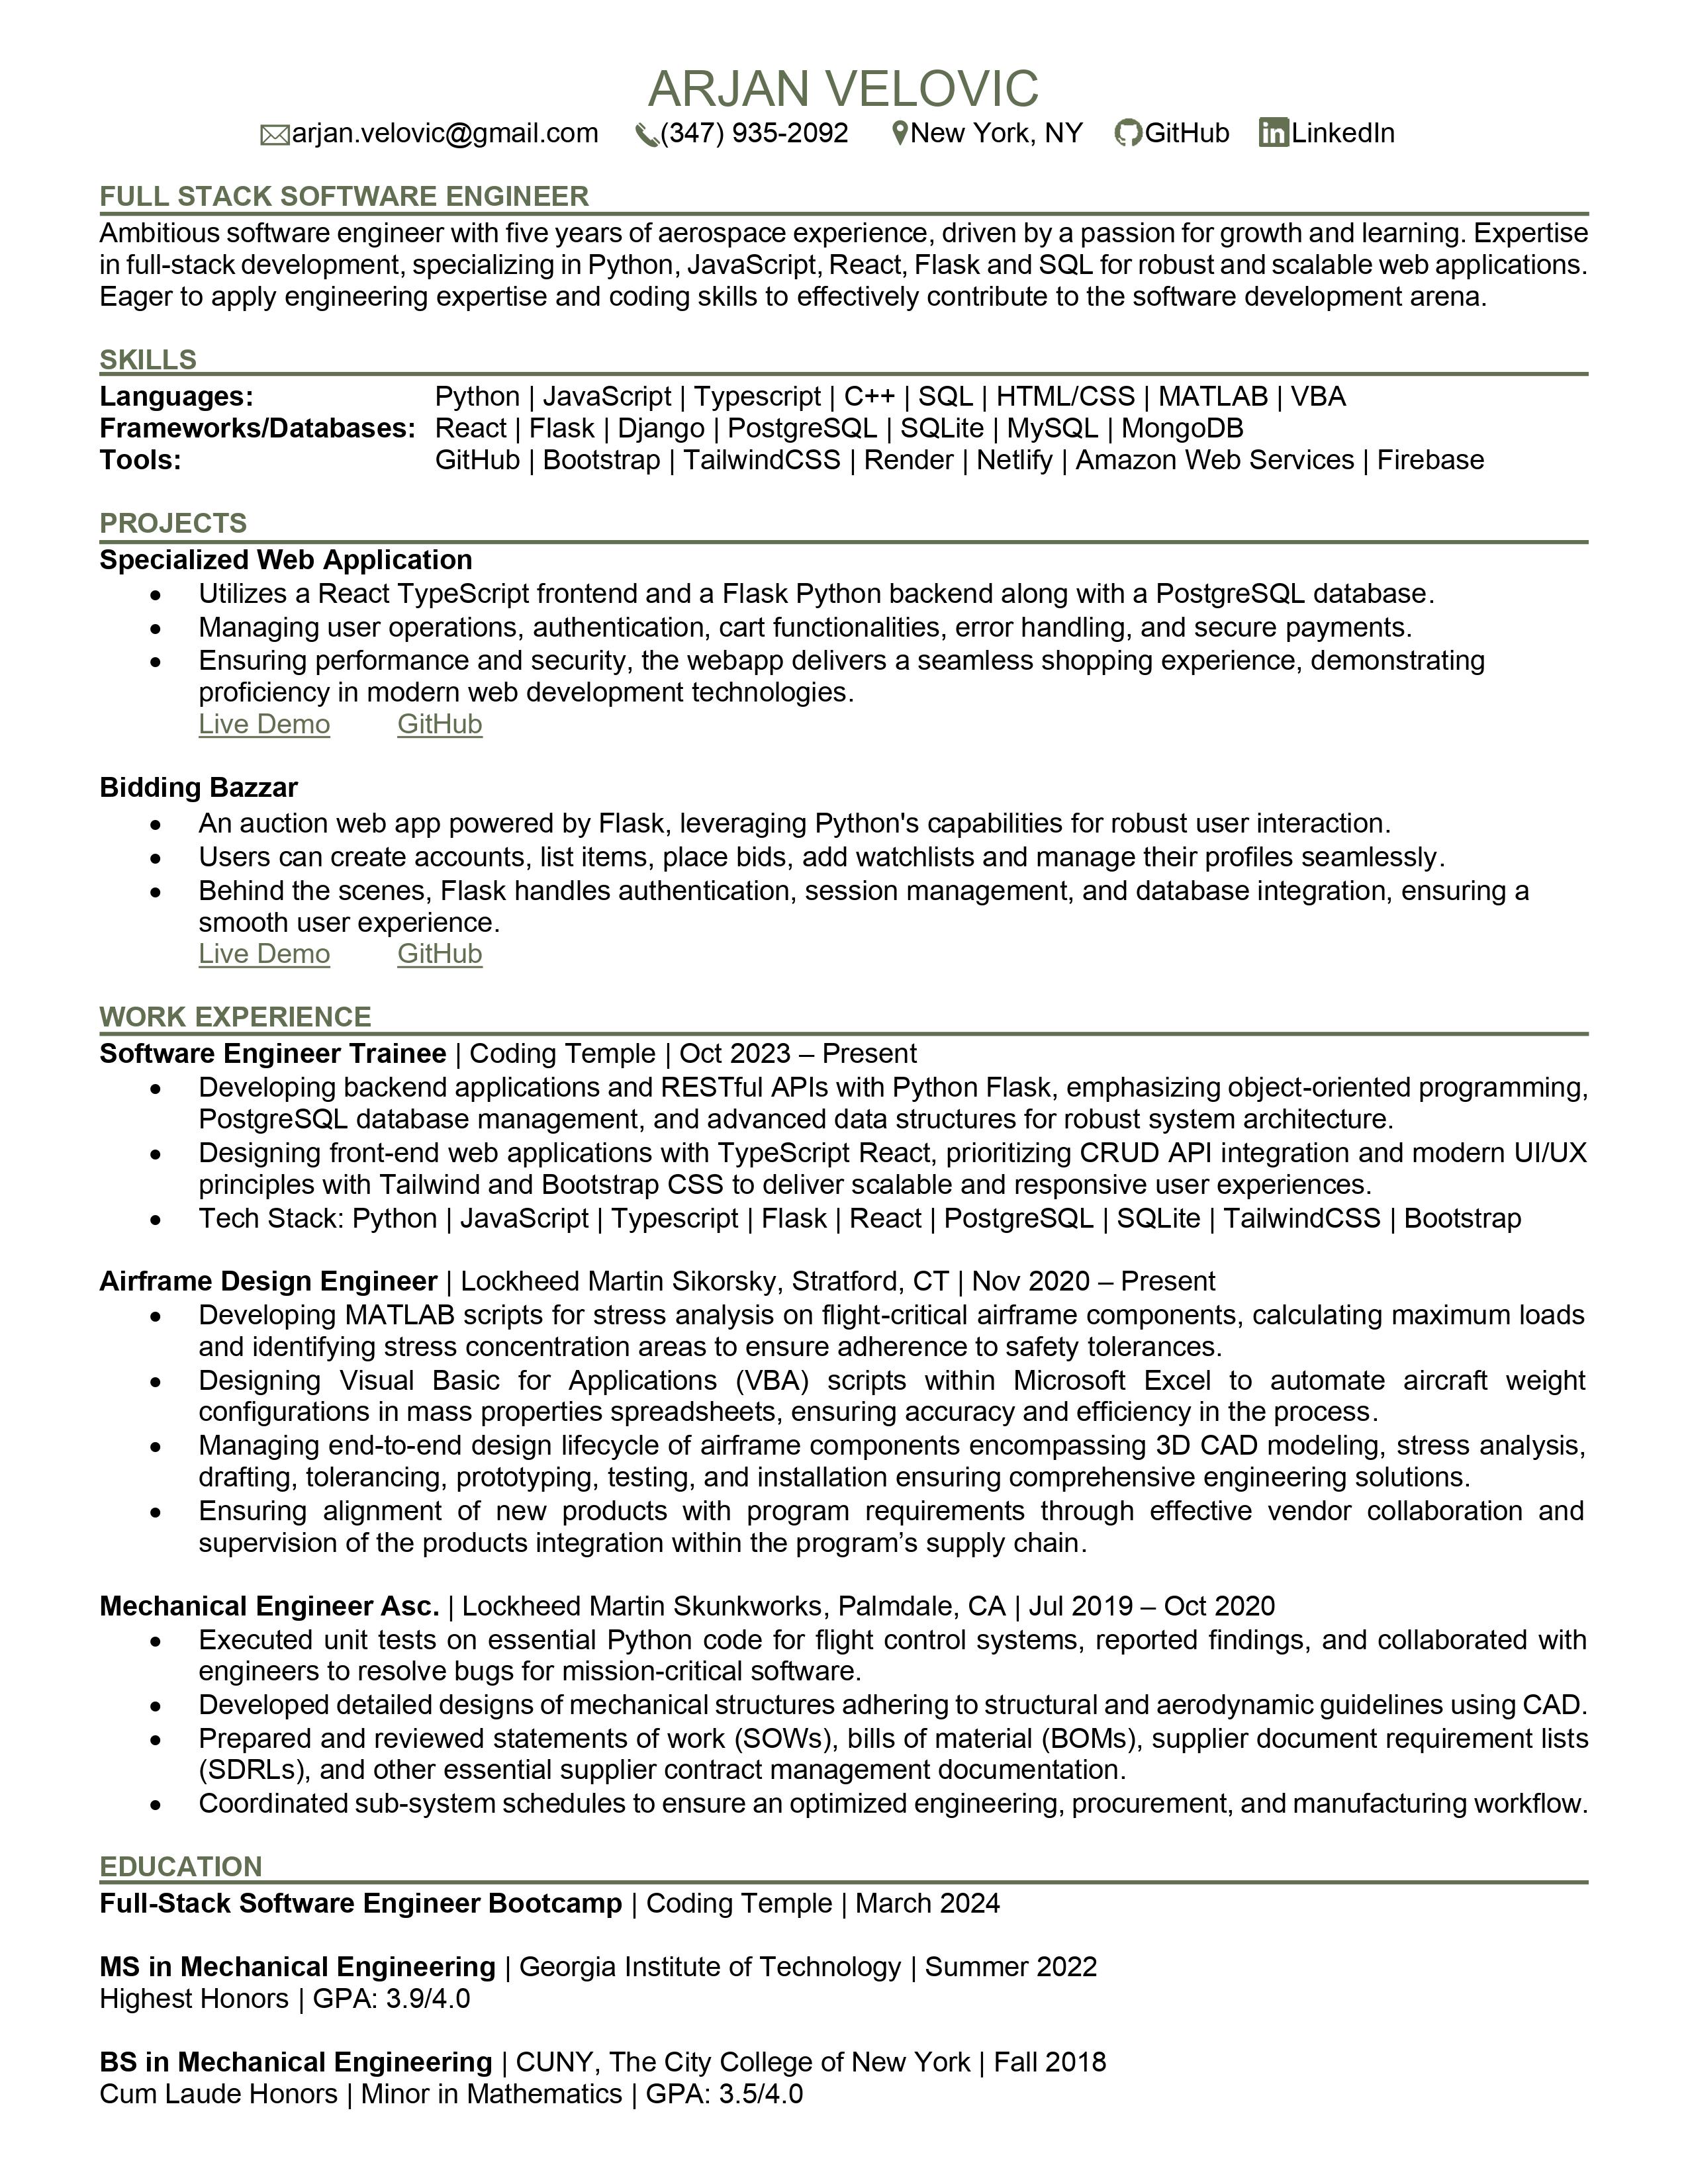 ARJAN VELOVIC
arjan.velovic@gmail.com (347) 935-2092 New York, NY GitHub LinkedIn
FULL STACK SOFTWARE ENGINEER
Ambitious software engineer with five years of aerospace experience, driven by a passion for growth and learning. Expertise
in full-stack development, specializing in Python, JavaScript, React, Flask and SQL for robust and scalable web applications.
Eager to apply engineering expertise and coding skills to effectively contribute to the software development arena.
SKILLS
Languages: Python | JavaScript | Typescript | C++ | SQL | HTML/CSS | MATLAB | VBA
Frameworks/Databases: React | Flask | Django | PostgreSQL | SQLite | MySQL | MongoDB
Tools: GitHub | Bootstrap | TailwindCSS | Render | Netlify | Amazon Web Services | Firebase
PROJECTS
Specialized Web Application
• Utilizes a React TypeScript frontend and a Flask Python backend along with a PostgreSQL database.
• Managing user operations, authentication, cart functionalities, error handling, and secure payments.
• Ensuring performance and security, the webapp delivers a seamless shopping experience, demonstrating
proficiency in modern web development technologies.
Live Demo GitHub
Bidding Bazzar
• An auction web app powered by Flask, leveraging Python's capabilities for robust user interaction.
• Users can create accounts, list items, place bids, add watchlists and manage their profiles seamlessly.
• Behind the scenes, Flask handles authentication, session management, and database integration, ensuring a
smooth user experience.
Live Demo GitHub
WORK EXPERIENCE
Software Engineer Trainee | Coding Temple | Oct 2023 – Present
• Developing backend applications and RESTful APIs with Python Flask, emphasizing object-oriented programming,
PostgreSQL database management, and advanced data structures for robust system architecture.
• Designing front-end web applications with TypeScript React, prioritizing CRUD API integration and modern UI/UX
principles with Tailwind and Bootstrap CSS to deliver scalable and responsive user experiences.
• Tech Stack: Python | JavaScript | Typescript | Flask | React | PostgreSQL | SQLite | TailwindCSS | Bootstrap
Airframe Design Engineer | Lockheed Martin Sikorsky, Stratford, CT | Nov 2020 – Present
• Developing MATLAB scripts for stress analysis on flight-critical airframe components, calculating maximum loads
and identifying stress concentration areas to ensure adherence to safety tolerances.
• Designing Visual Basic for Applications (VBA) scripts within Microsoft Excel to automate aircraft weight
configurations in mass properties spreadsheets, ensuring accuracy and efficiency in the process.
• Managing end-to-end design lifecycle of airframe components encompassing 3D CAD modeling, stress analysis,
drafting, tolerancing, prototyping, testing, and installation ensuring comprehensive engineering solutions.
• Ensuring alignment of new products with program requirements through effective vendor collaboration and
supervision of the products integration within the program’s supply chain.
Mechanical Engineer Asc. | Lockheed Martin Skunkworks, Palmdale, CA | Jul 2019 – Oct 2020
• Executed unit tests on essential Python code for flight control systems, reported findings, and collaborated with
engineers to resolve bugs for mission-critical software.
• Developed detailed designs of mechanical structures adhering to structural and aerodynamic guidelines using CAD.
• Prepared and reviewed statements of work (SOWs), bills of material (BOMs), supplier document requirement lists
(SDRLs), and other essential supplier contract management documentation.
• Coordinated sub-system schedules to ensure an optimized engineering, procurement, and manufacturing workflow.
EDUCATION
Full-Stack Software Engineer Bootcamp | Coding Temple | March 2024
MS in Mechanical Engineering | Georgia Institute of Technology | Summer 2022
Highest Honors | GPA: 3.9/4.0
BS in Mechanical Engineering | CUNY, The City College of New York | Fall 2018
Cum Laude Honors | Minor in Mathematics | GPA: 3.5/4.0